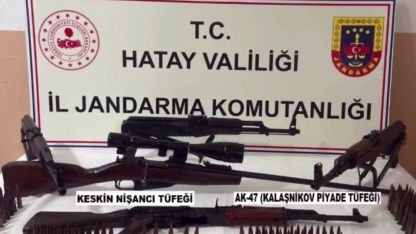 T.C.
HATAY VALİLİĞİ
İL JANDARMA KOMUTANLIĞI
JANDARMA
KESKİN NİŞANCI TÜFEĞİ
AK-47 (KALAŞNİKOV PİYADE TÜFEĞİ)